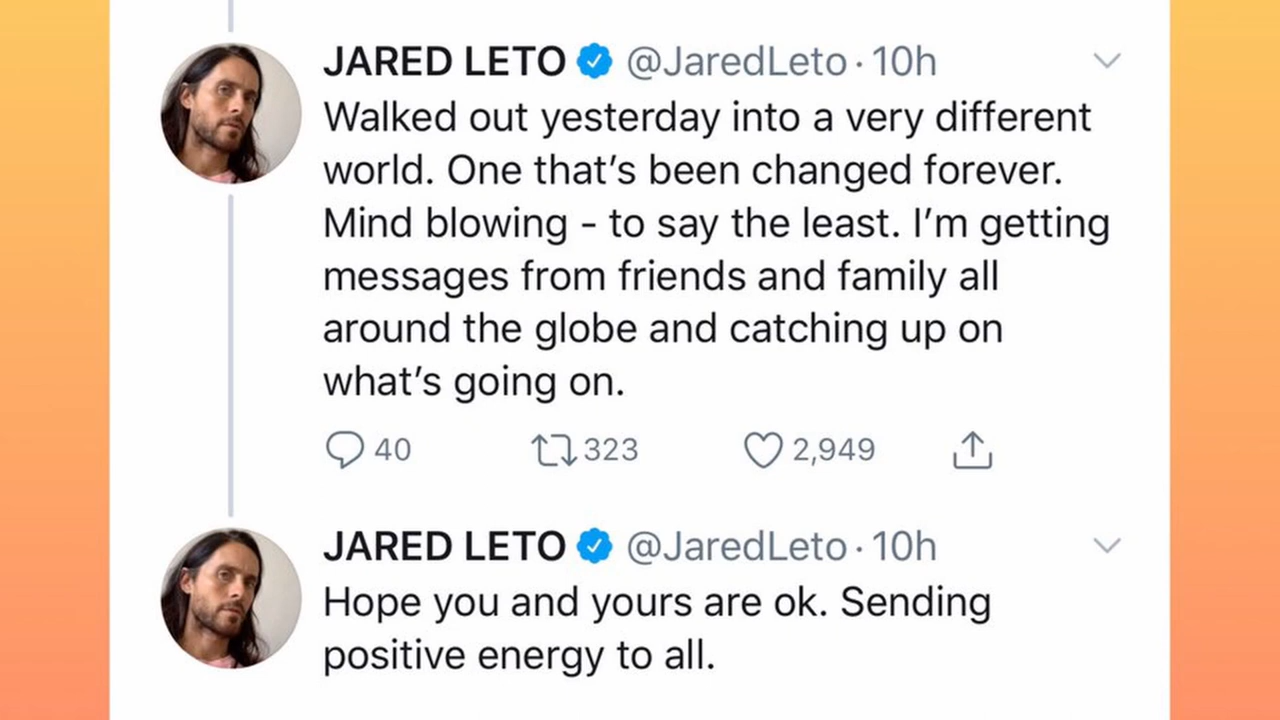 JARED LETO @JaredLeto · 10h
Walked out yesterday into a very different
world. One that’s been changed forever.
Mind blowing - to say the least. I’m getting
messages from friends and family all
around the globe and catching up on
what’s going on.
40 323 2,949
JARED LETO @JaredLeto · 10h
Hope you and yours are ok. Sending
positive energy to all.